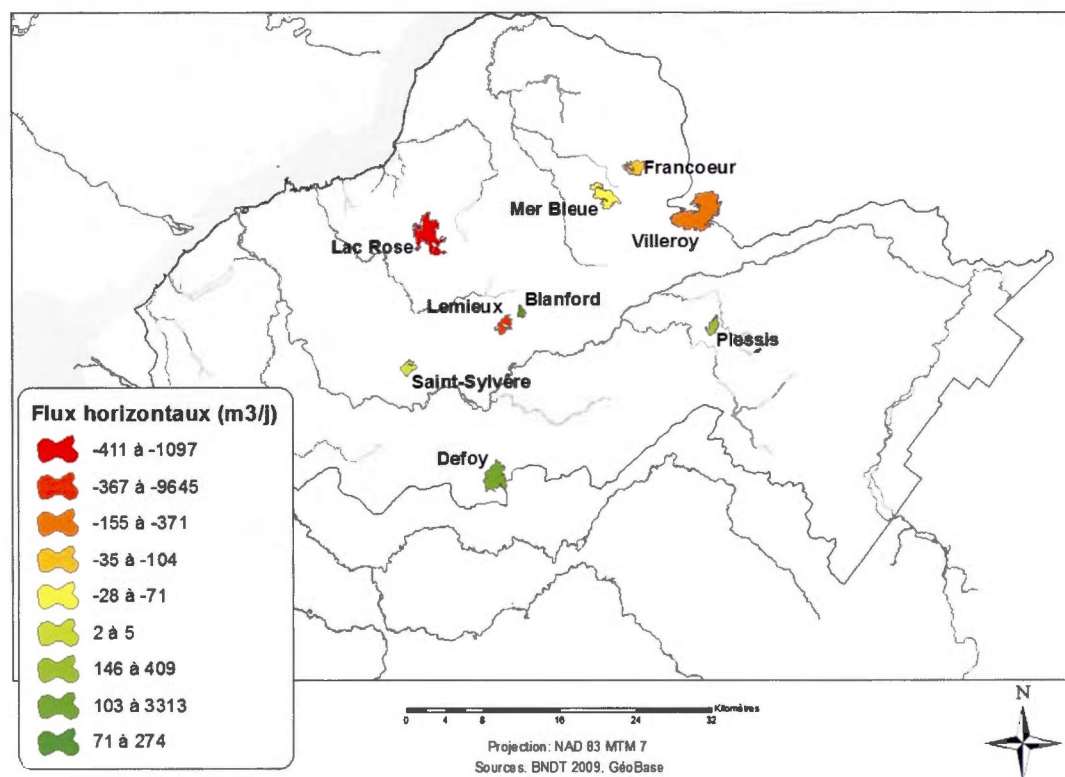 Francoeur
Mer Bleue
Villeroy
Lac Rose
Blanford
Lemieux
Plessis
Saint-Sylvère
Defoy
Flux horizontaux (m3/j)
-411 à -1097
-367 à -9645
-155 à -371
-35 à -104
-28 à -71
2 à 5
146 à 409
103 à 3313
71 à 274
Kilomètres
0 2 4 8 16 24 32
N
Projection: NAD 83 MTM 7
Sources. BNDT 2009. GéoBase